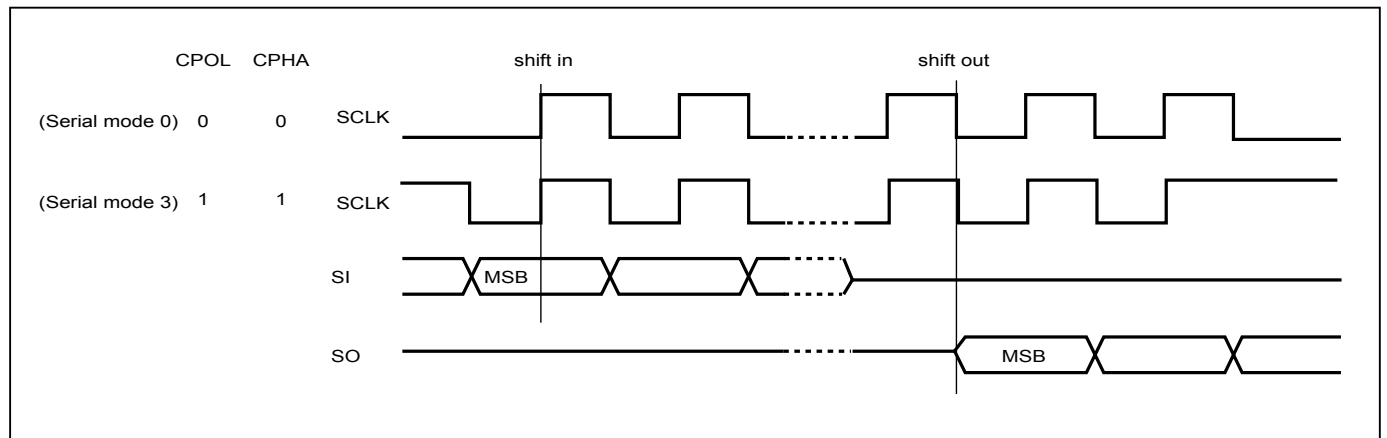 CPOL CPHA shift in shift out
(Serial mode 0) 0 0 SCLK
(Serial mode 3) 1 1 SCLK
SI MSB
SO MSB